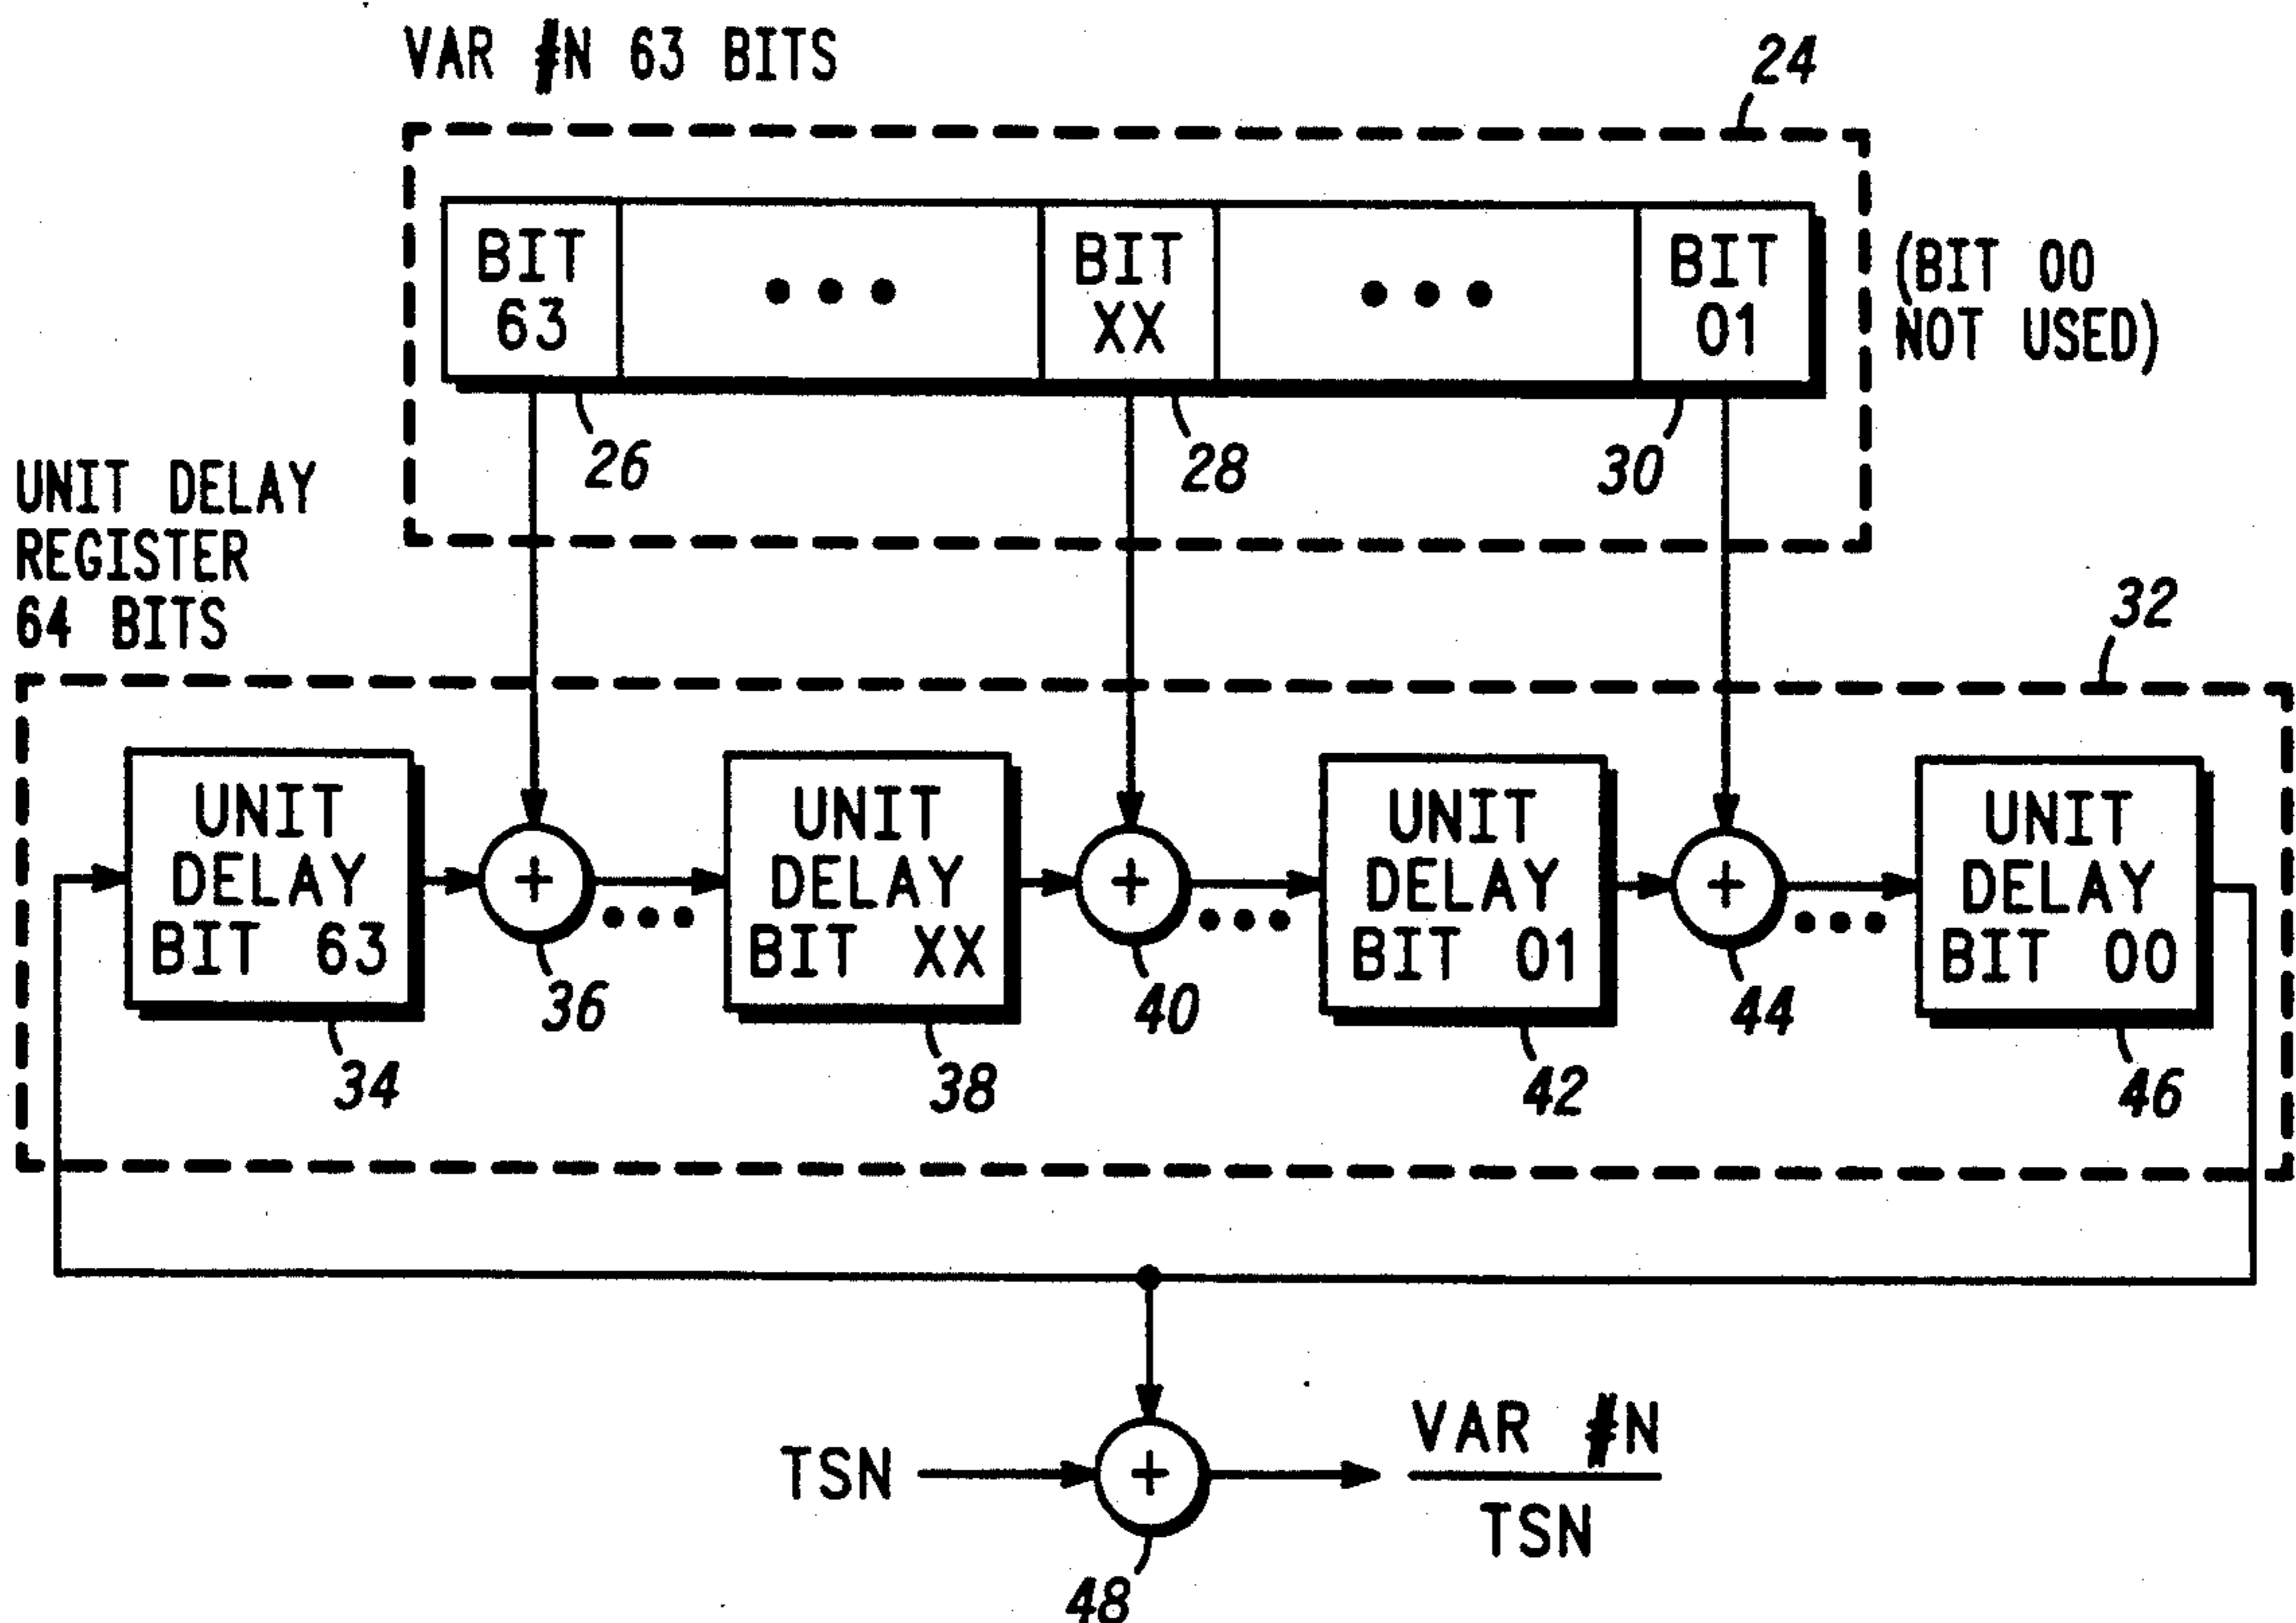 VAR #N 63 BITS
24
BIT
63
• • •
BIT
XX
• • •
BIT
01
(BIT 00
NOT USED)
26
28
30
UNIT DELAY
REGISTER
64 BITS
32
UNIT
DELAY
BIT 63
+
• • •
UNIT
DELAY
BIT XX
+
• • •
UNIT
DELAY
BIT 01
+
• • •
UNIT
DELAY
BIT 00
34
36
38
40
42
44
46
TSN
+
VAR #N
TSN
48